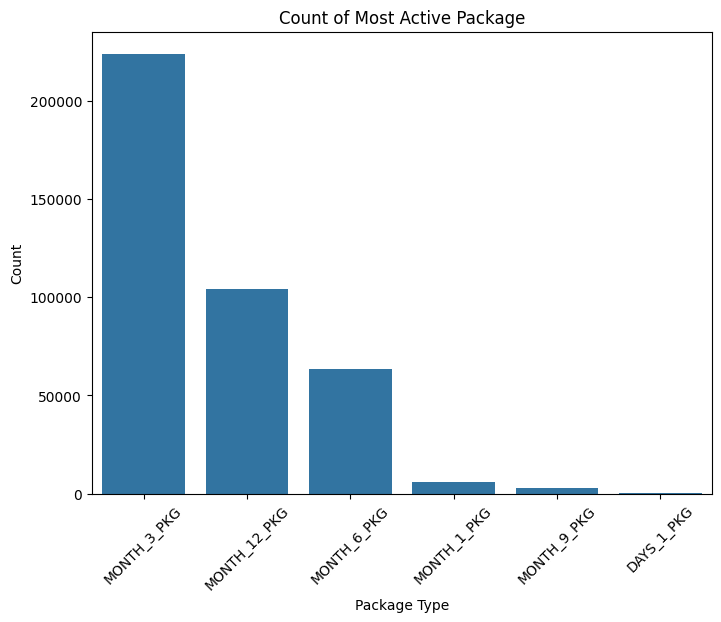 Count of Most Active Package
200000
150000
100000
50000
0
Count
MONTH_3_PKG
MONTH_12_PKG
MONTH_6_PKG
MONTH_1_PKG
MONTH_9_PKG
DAYS_1_PKG
Package Type